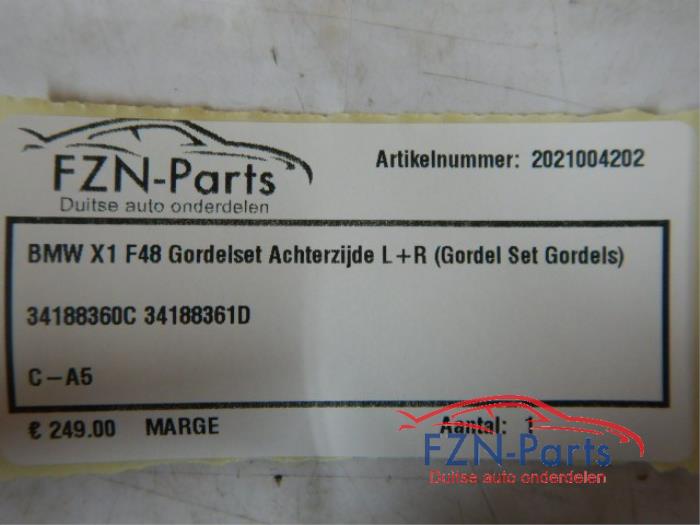 FZN-Parts
Duitse auto onderdelen
Artikelnummer: 2021004202
BMW X1 F48 Gordelset Achterzijde L+R (Gordel Set Gordels)
34188360C 34188361D
C-A5
€ 249.00 MARGE Aantal: 1
FZN-Parts
Duitse auto onderdelen